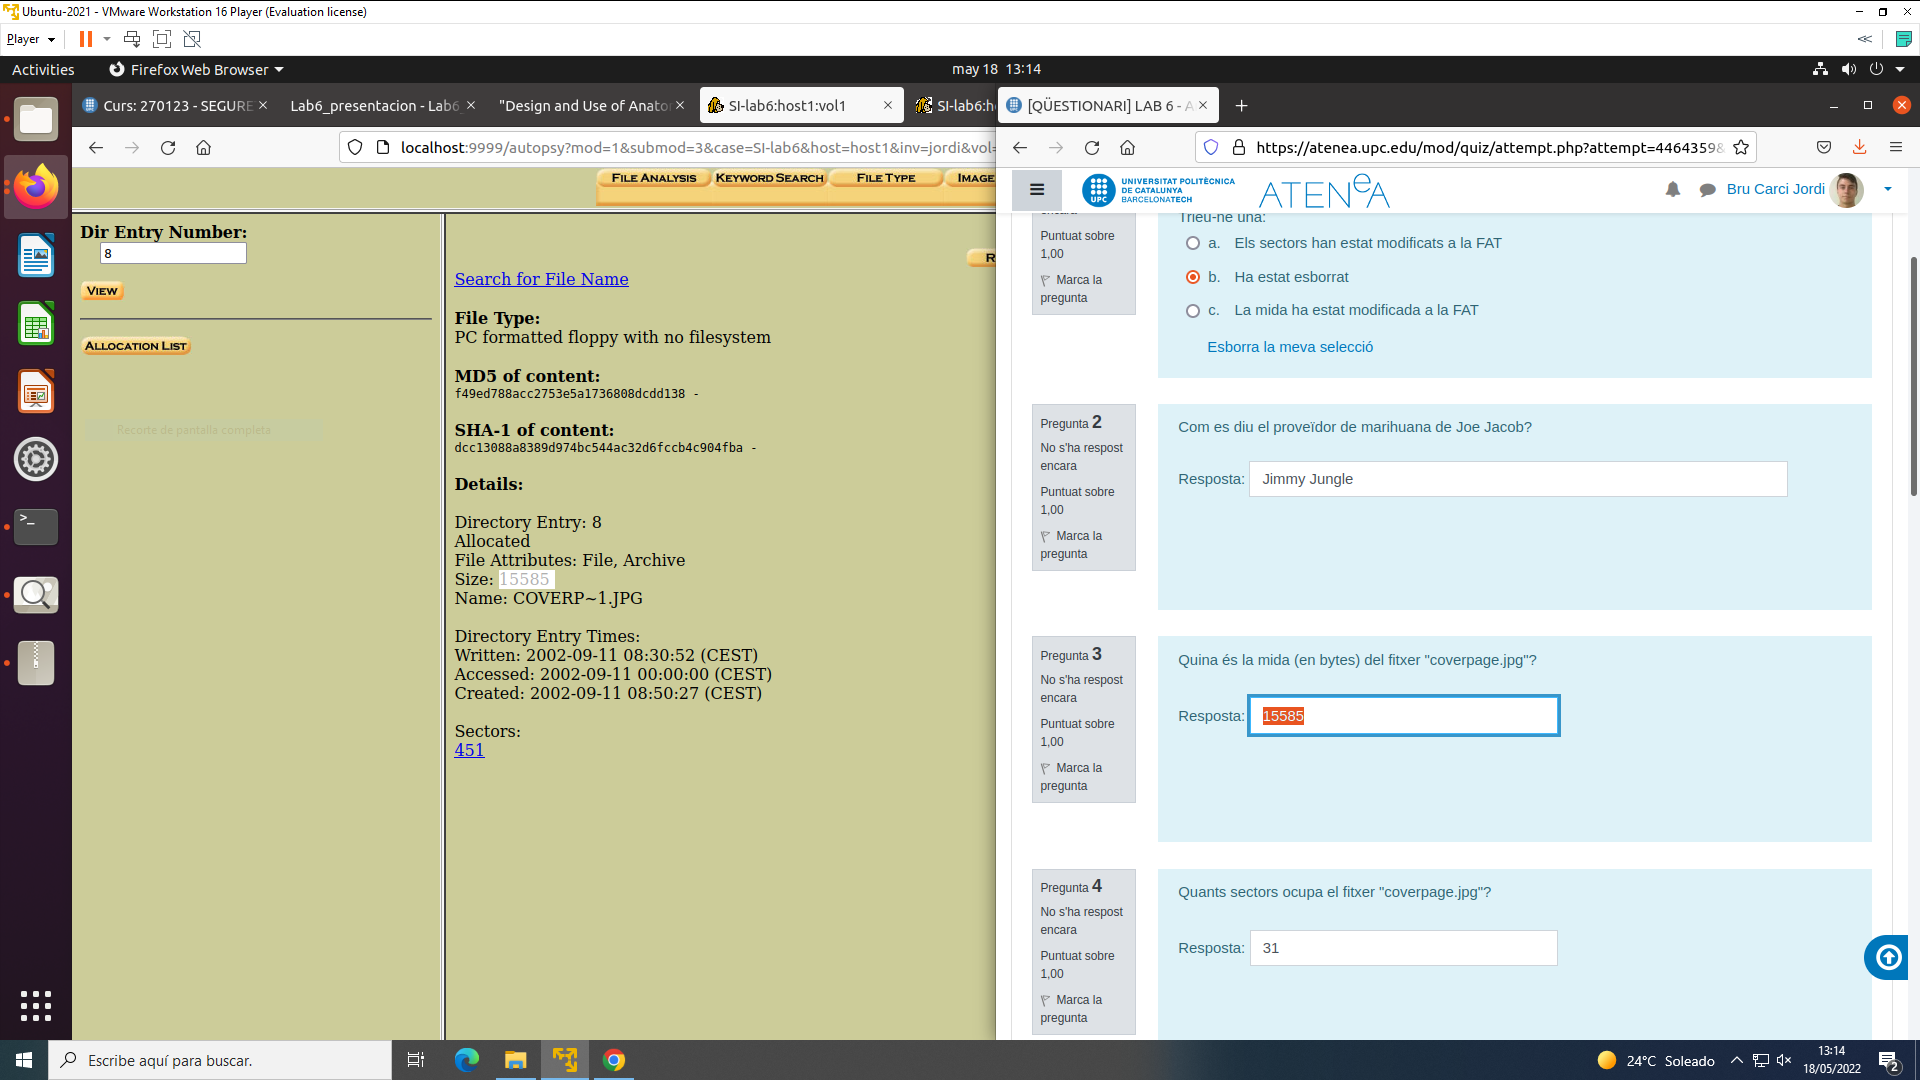 Ubuntu-2021 - VMware Workstation 16 Player (Evaluation license)
Player
Activities
Firefox Web Browser
may 18 13:14
Curs: 270123 - SEGURE
Lab6_presentacion - Lab6
"Design and Use of Anator
SI-lab6:host1:vol1
SI-lab6:ho
[QÜESTIONARI] LAB 6 - A
localhost:9999/autopsy?mod=1&submod=3&case=SI-lab6&host=host1&inv=jordi&vol=
https://atenea.upc.edu/mod/quiz/attempt.php?attempt=4464359&
FILE ANALYSIS
KEYWORD SEARCH
FILE TYPE
IMAGE
Dir Entry Number:
8
VIEW
ALLOCATION LIST
Recorte de pantalla completa
R
Search for File Name
File Type:
PC formatted floppy with no filesystem
MD5 of content:
f49ed788acc2753e5a1736808dcdd138 -
SHA-1 of content:
dcc13088a8389d974bc544ac32d6fccb4c904fba -
Details:
Directory Entry: 8
Allocated
File Attributes: File, Archive
Size: 15585
Name: COVERP~1.JPG
Directory Entry Times:
Written: 2002-09-11 08:30:52 (CEST)
Accessed: 2002-09-11 00:00:00 (CEST)
Created: 2002-09-11 08:50:27 (CEST)
Sectors:
451
UPC
UNIVERSITAT POLITÈCNICA
DE CATALUNYA
BARCELONATECH
ATENeA
Bru Carci Jordi
encara
Puntuat sobre
1,00
Marca la
pregunta
Trieu-ne una:
a. Els sectors han estat modificats a la FAT
b. Ha estat esborrat
c. La mida ha estat modificada a la FAT
Esborra la meva selecció
Pregunta 2
No s'ha respost
encara
Puntuat sobre
1,00
Marca la
pregunta
Com es diu el proveïdor de marihuana de Joe Jacob?
Resposta: Jimmy Jungle
Pregunta 3
No s'ha respost
encara
Puntuat sobre
1,00
Marca la
pregunta
Quina és la mida (en bytes) del fitxer "coverpage.jpg"?
Resposta: 15585
Pregunta 4
No s'ha respost
encara
Puntuat sobre
1,00
Marca la
pregunta
Quants sectors ocupa el fitxer "coverpage.jpg"?
Resposta: 31
Escribe aquí para buscar.
24°C Soleado
13:14
18/05/2022
2